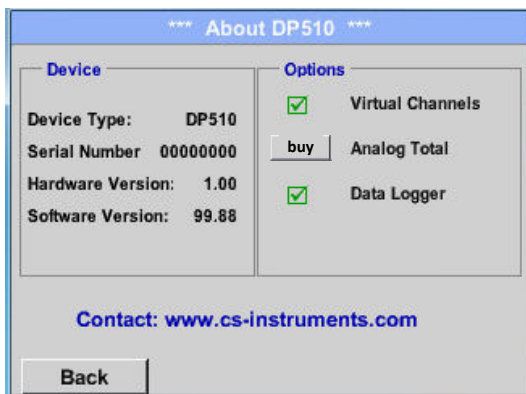 *** About DP510 ***
Device
Device Type: DP510
Serial Number 00000000
Hardware Version: 1.00
Software Version: 99.88
Options
Virtual Channels
buy Analog Total
Data Logger
Contact: www.cs-instruments.com
Back